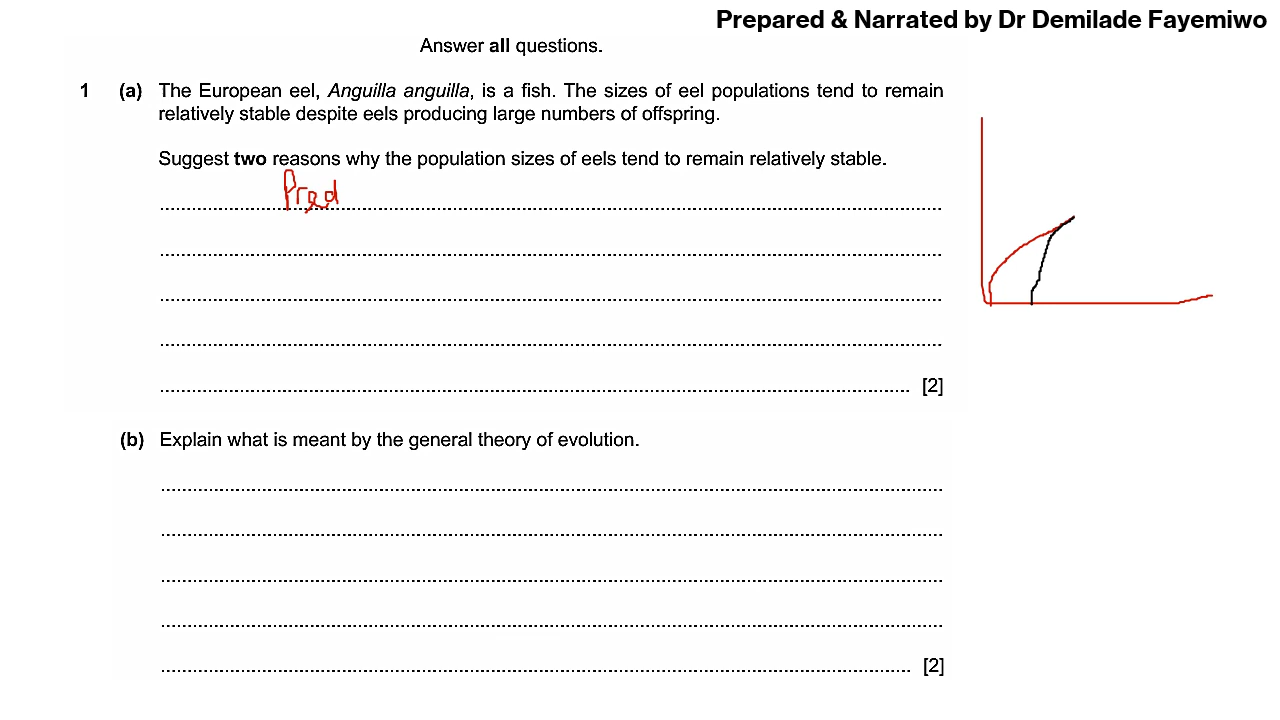 Prepared & Narrated by Dr Demilade Fayemiwo
Answer all questions.
1 (a) The European eel, Anguilla anguilla, is a fish. The sizes of eel populations tend to remain
relatively stable despite eels producing large numbers of offspring.
Suggest two reasons why the population sizes of eels tend to remain relatively stable.
Pred
[2]
(b) Explain what is meant by the general theory of evolution.
[2]